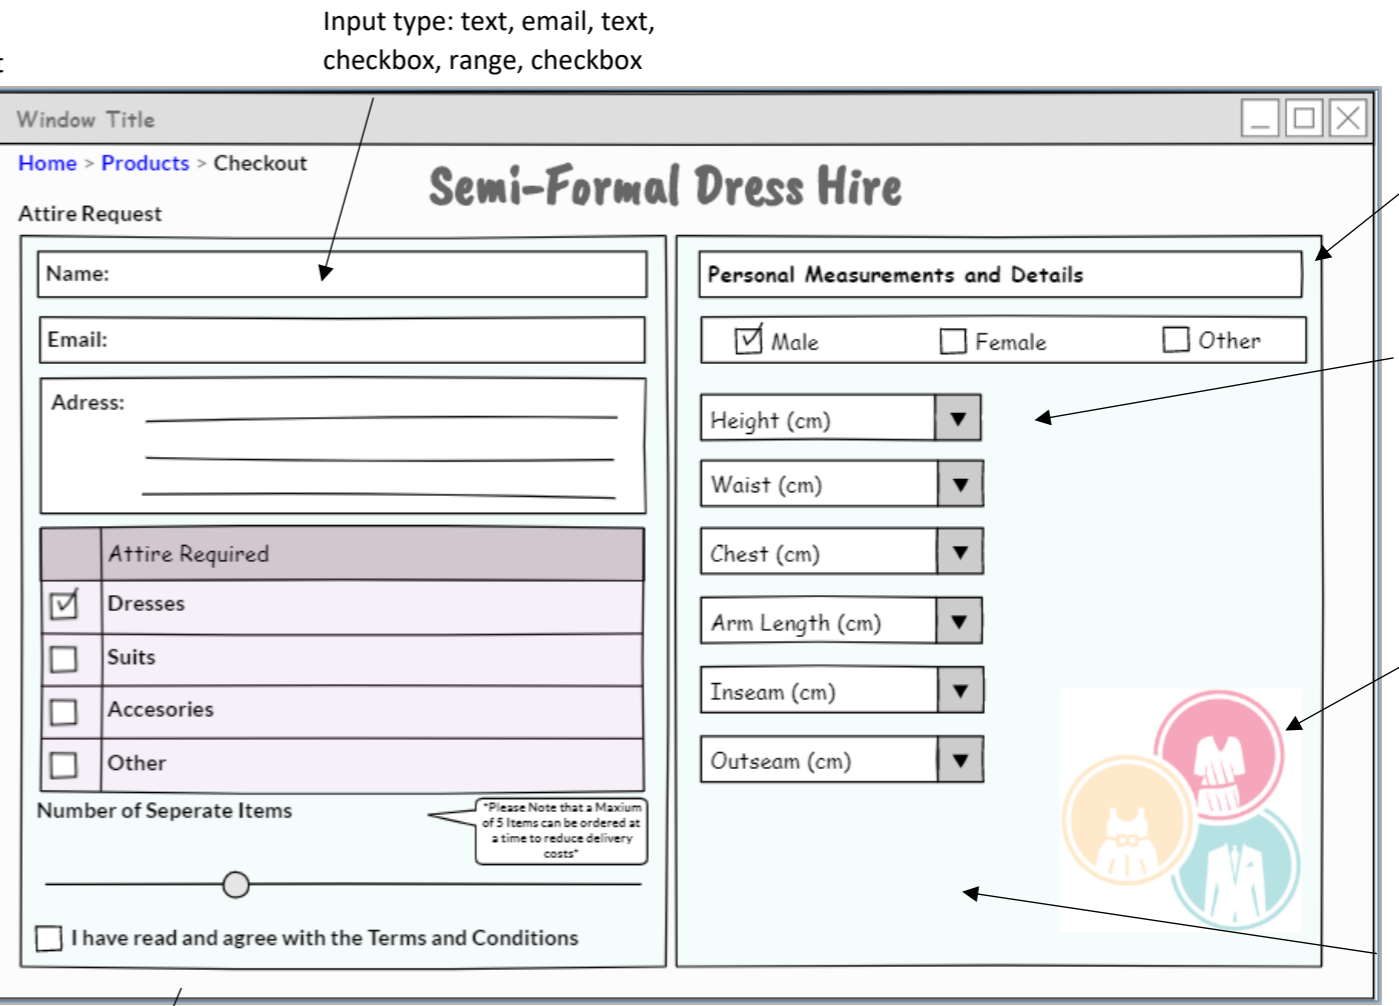 Input type: text, email, text,
checkbox, range, checkbox
t
Window Title
Home > Products > Checkout
Semi-Formal Dress Hire
Attire Request
Name:
Email:
Adress:
Attire Required
Dresses
Suits
Accesories
Other
Number of Seperate Items
*Please Note that a Maxium
of 5 Items can be ordered at
a time to reduce delivery
costs*
I have read and agree with the Terms and Conditions
Personal Measurements and Details
Male Female Other
Height (cm)
Waist (cm)
Chest (cm)
Arm Length (cm)
Inseam (cm)
Outseam (cm)